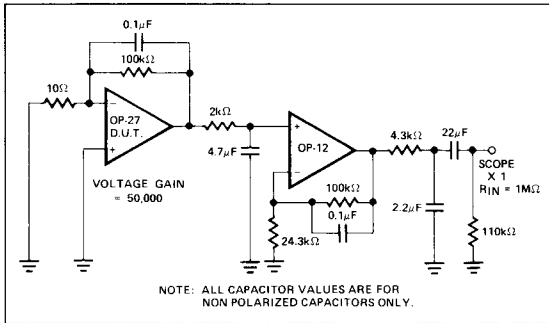 0.1μF
100kΩ
10Ω
−
+
OP-27
D.U.T.
VOLTAGE GAIN
= 50,000
2kΩ
4.7μF
+
−
OP-12
100kΩ
0.1μF
24.3kΩ
4.3kΩ
22μF
2.2μF
SCOPE
X 1
RIN = 1MΩ
110kΩ
NOTE: ALL CAPACITOR VALUES ARE FOR
NON POLARIZED CAPACITORS ONLY.